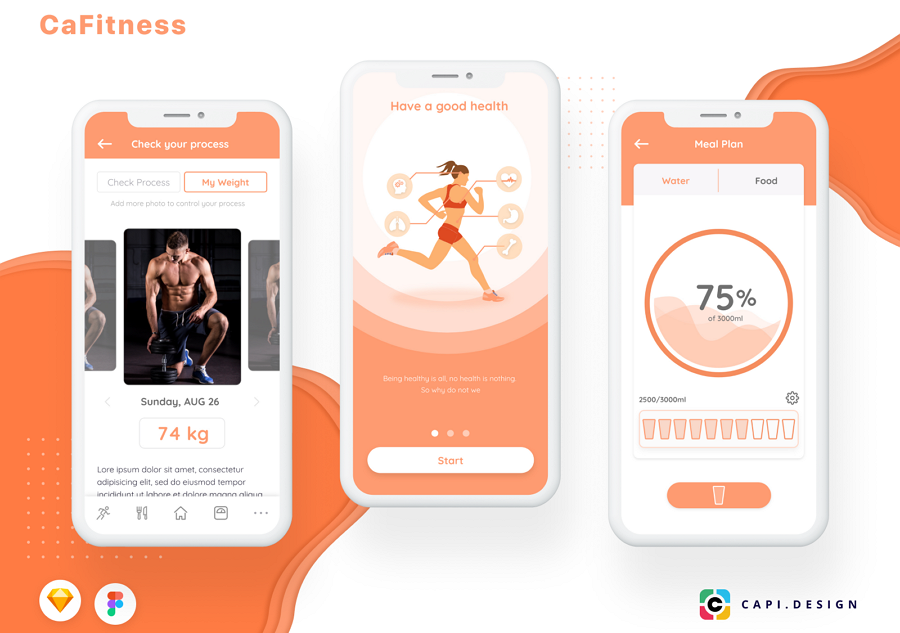 CaFitness
Check your process
Check Process
My Weight
Add more photo to control your process
Sunday, AUG 26
74 kg
Lore ipsum dolor sit amet, consectetur
adipisicing elit, sed do eiusmod tempor
incididunt ut labore et dolore magna aliqua
Have a good health
Being healthy is all, no health is nothing.
So why do not we
Start
Meal Plan
Water
Food
75%
of 3000ml
2500/3000ml
C CAPI.DESIGN